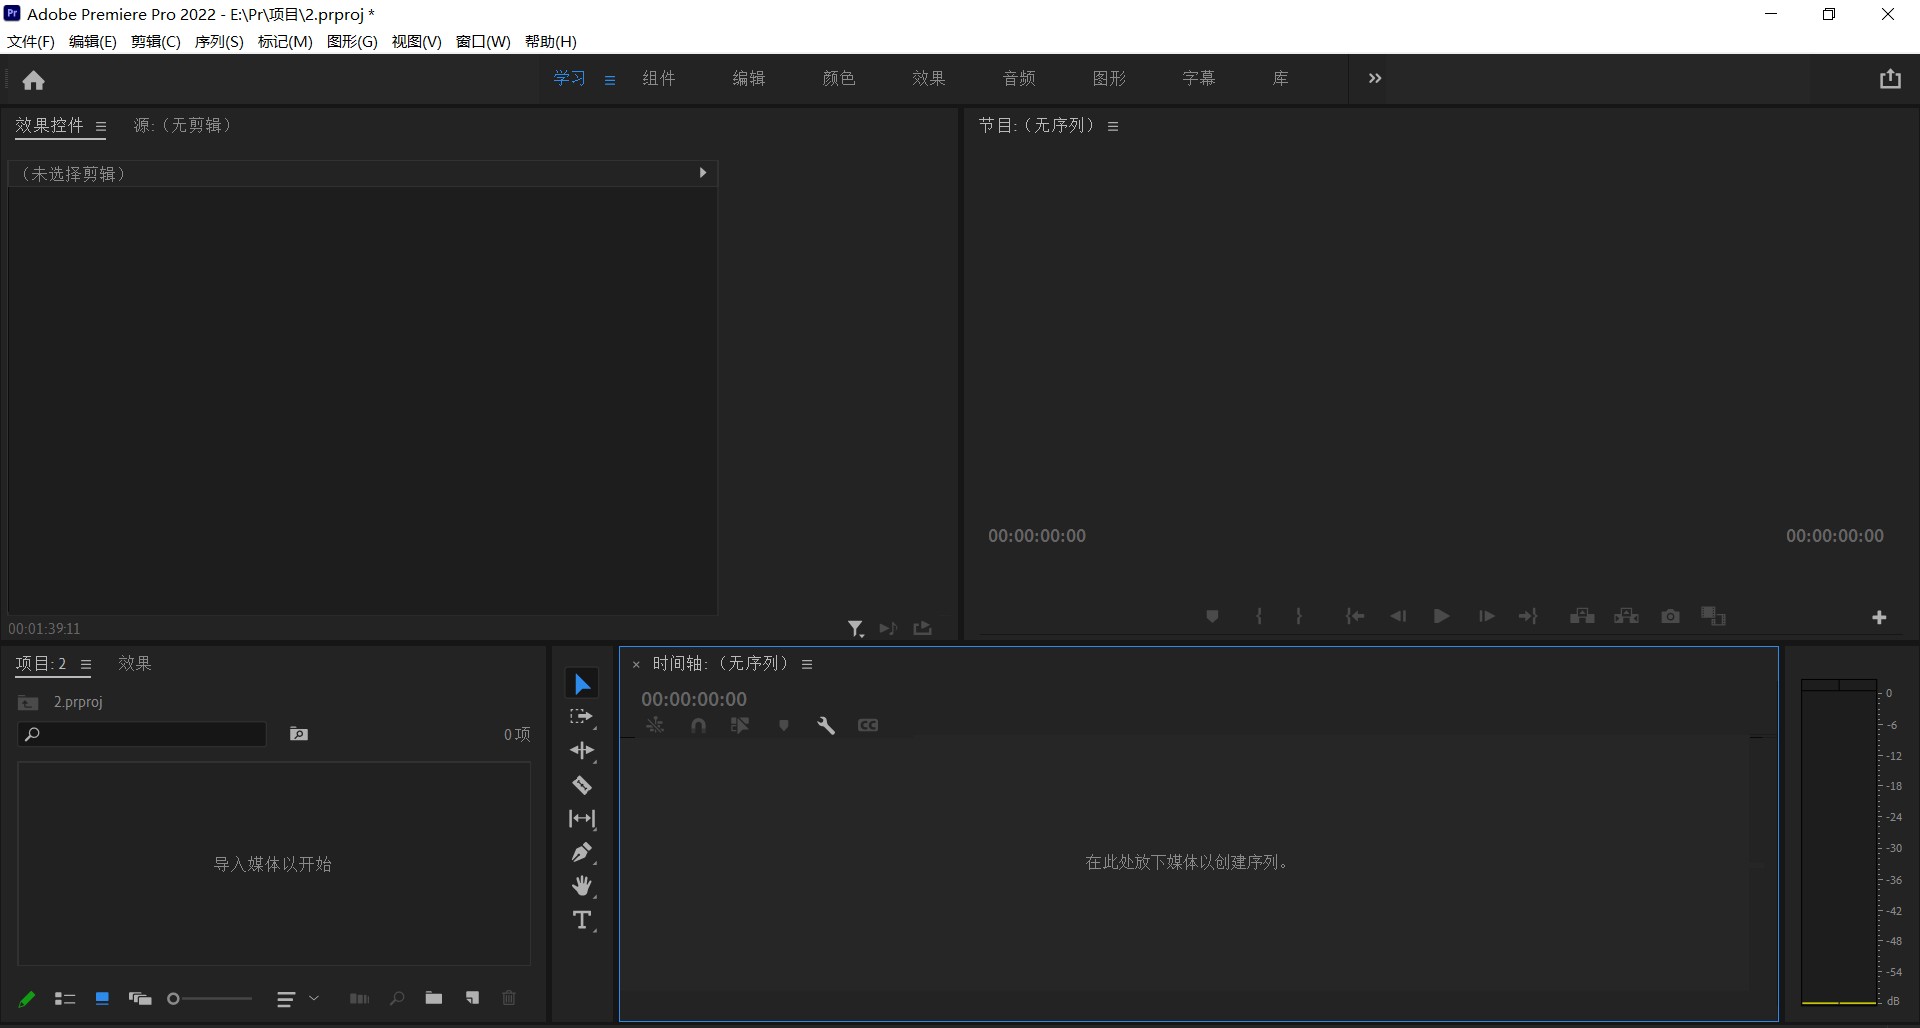 Adobe Premiere Pro 2022 - E:\Pr\项目\2.prproj *
文件(F) 编辑(E) 剪辑(C) 序列(S) 标记(M) 图形(G) 视图(V) 窗口(W) 帮助(H)
学习 组件 编辑 颜色 效果 音频 图形 字幕 库
效果控件 源:（无剪辑）
（未选择剪辑）
00:01:39:11
节目:（无序列）
00:00:00:00 00:00:00:00
项目: 2 效果
2.prproj
0项
导入媒体以开始
× 时间轴:（无序列）
00:00:00:00
CC
在此处放下媒体以创建序列。
0
-6
-12
-18
-24
-30
-36
-42
-48
-54
dB